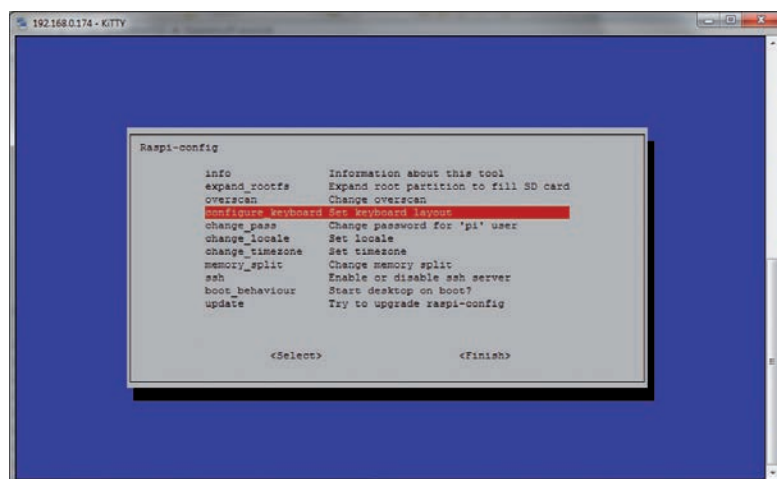 192.168.0.174 - KiTTY
Raspi-config
info Information about this tool
expand_rootfs Expand root partition to fill SD card
overscan Change overscan
configure_keyboard Set keyboard layout
change_pass Change password for 'pi' user
change_locale Set locale
change_timezone Set timezone
memory_split Change memory split
ssh Enable or disable ssh server
boot_behaviour Start desktop on boot?
update Try to upgrade raspi-config
<Select> <Finish>